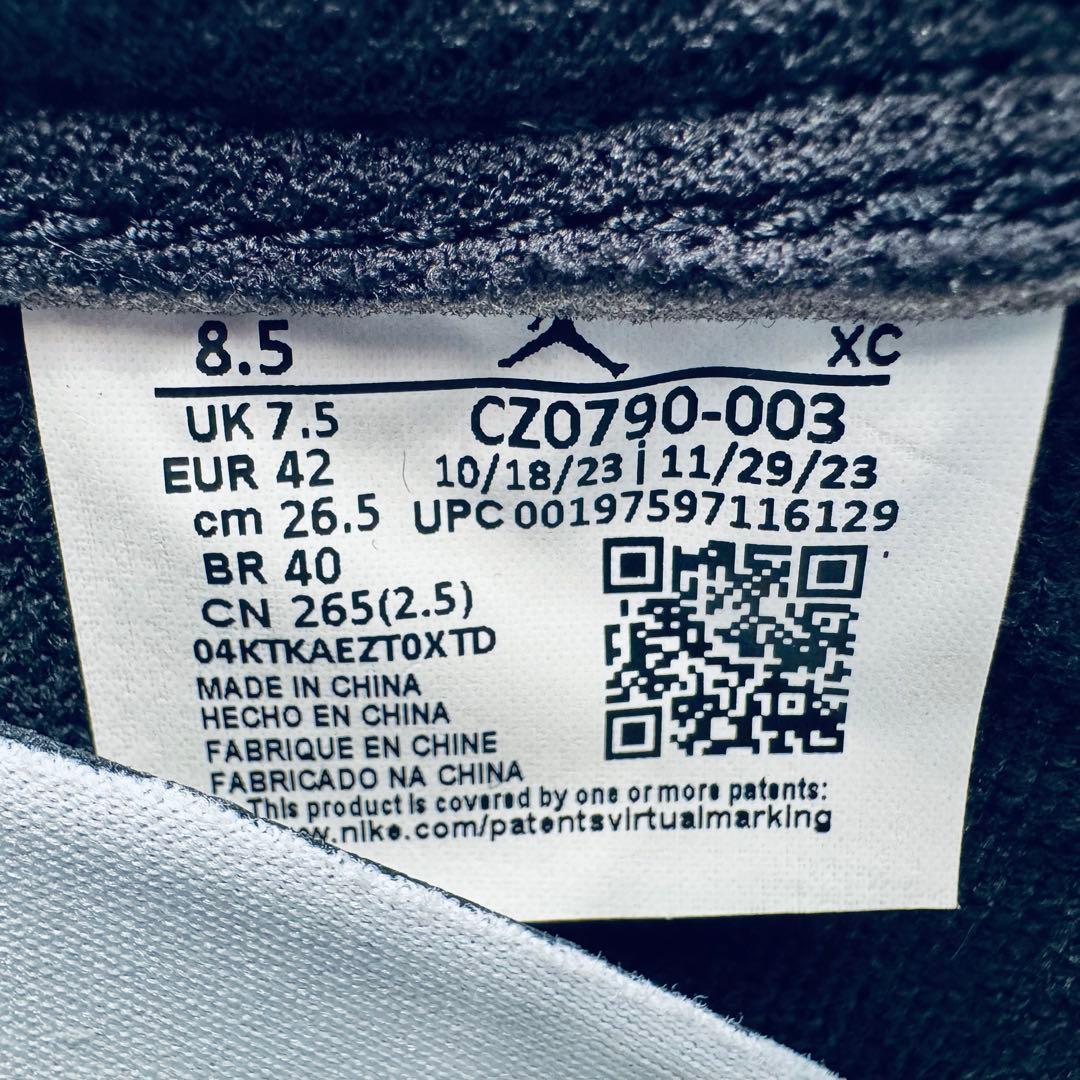 8.5 XC
UK 7.5 CZ0790-003
EUR 42 10/18/23 | 11/29/23
cm 26.5 UPC 00197597116129
BR 40
CN 265(2.5)
04KTKAEZT0XTD
MADE IN CHINA
HECHO EN CHINA
FABRIQUE EN CHINE
FABRICADO NA CHINA
This product is covered by one or more patents:
.nike.com/patentsvirtualmarking